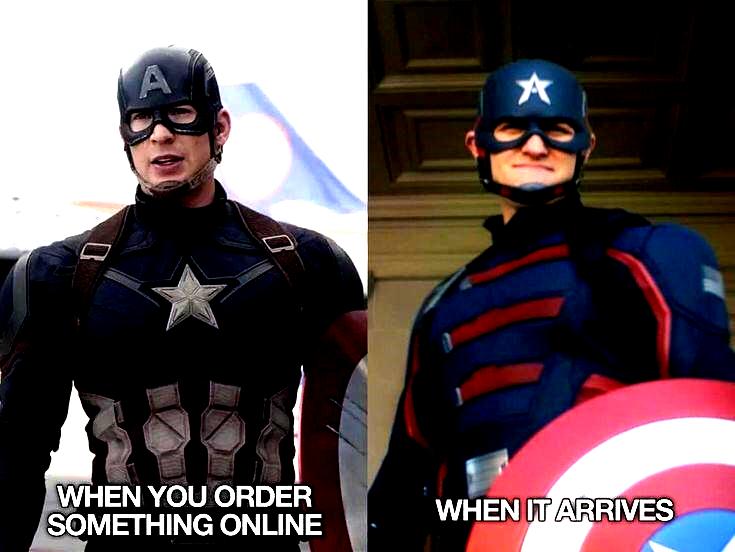 A
A
WHEN YOU ORDER
SOMETHING ONLINE
WHEN IT ARRIVES